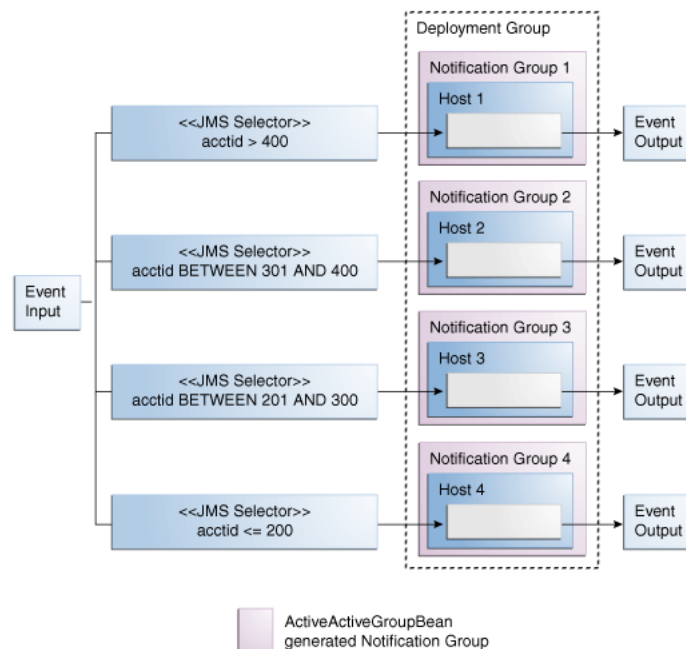 Deployment Group
Notification Group 1
Host 1
<<JMS Selector>>
acctid > 400
Event
Output
Notification Group 2
Host 2
<<JMS Selector>>
acctid BETWEEN 301 AND 400
Event
Output
Event
Input
Notification Group 3
Host 3
<<JMS Selector>>
acctid BETWEEN 201 AND 300
Event
Output
Notification Group 4
Host 4
<<JMS Selector>>
acctid <= 200
Event
Output
ActiveActiveGroupBean
generated Notification Group